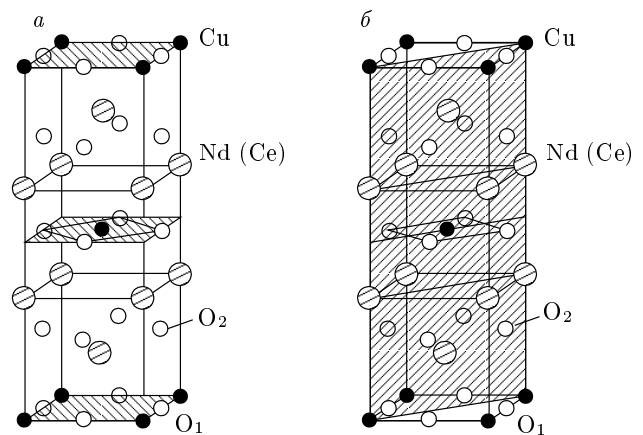 а
Cu
Nd (Ce)
O₂
O₁
б
Cu
Nd (Ce)
O₂
O₁